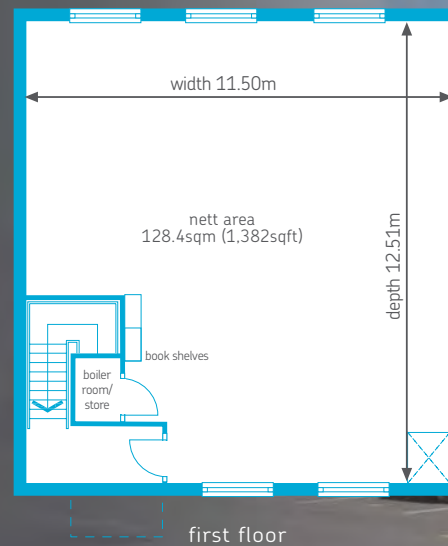 width 11.50m
nett area
128.4sqm (1,382sqft)
depth 12.51m
book shelves
boiler
room/
store
first floor